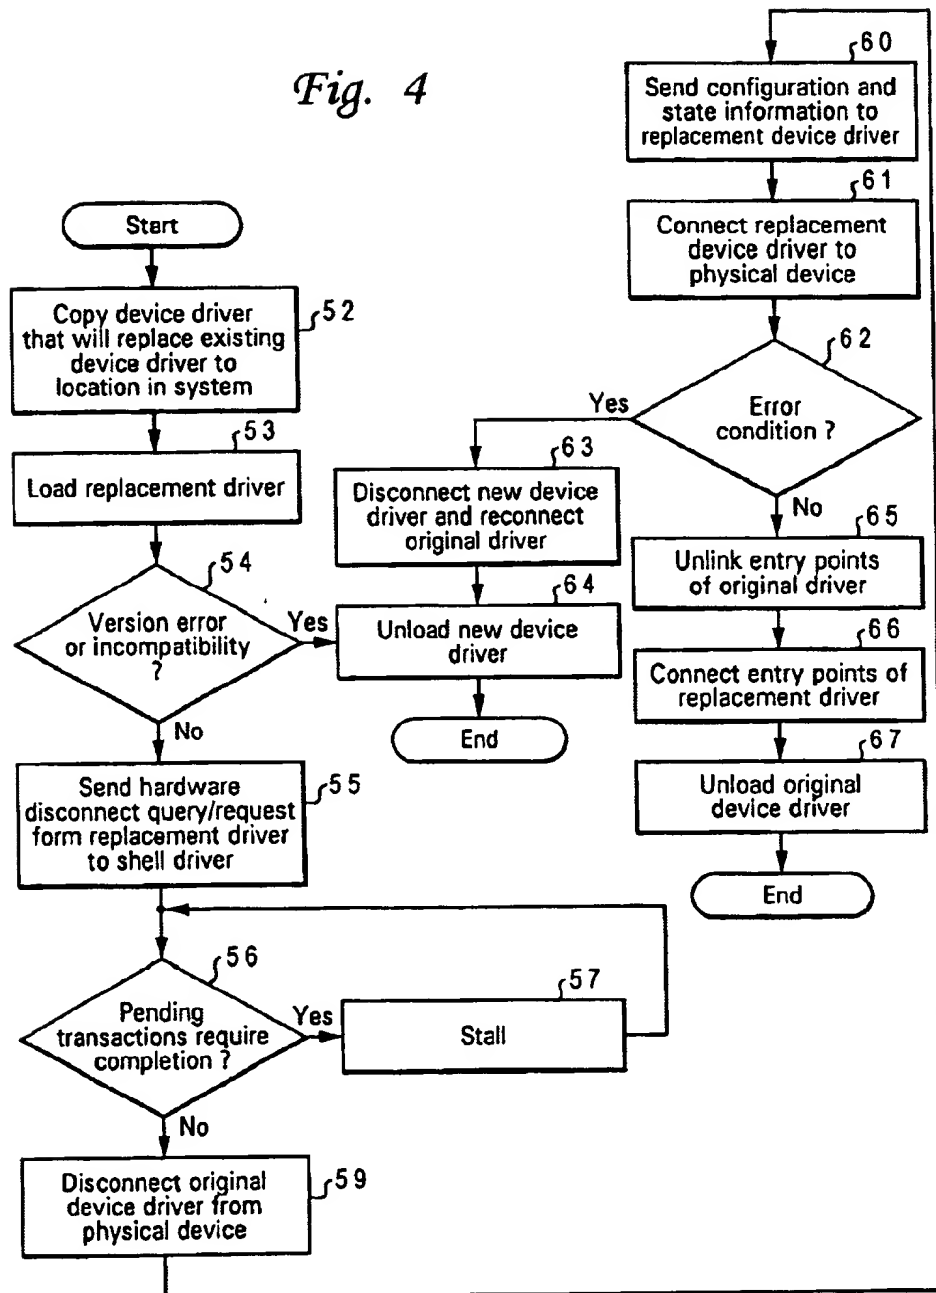 Fig. 4
Start
Copy device driver
that will replace existing
device driver to
location in system
52
53
Load replacement driver
54
Version error
or incompatibility
?
Yes
No
Send hardware
disconnect query/request
form replacement driver
to shell driver
55
56
Pending
transactions require
completion ?
Yes
57
Stall
No
Disconnect original
device driver from
physical device
59
60
Send configuration and
state information to
replacement device driver
61
Connect replacement
device driver to
physical device
62
Error
condition ?
Yes
63
Disconnect new device
driver and reconnect
original driver
64
Unload new device
driver
End
No
65
Unlink entry points
of original driver
66
Connect entry points of
replacement driver
67
Unload original
device driver
End